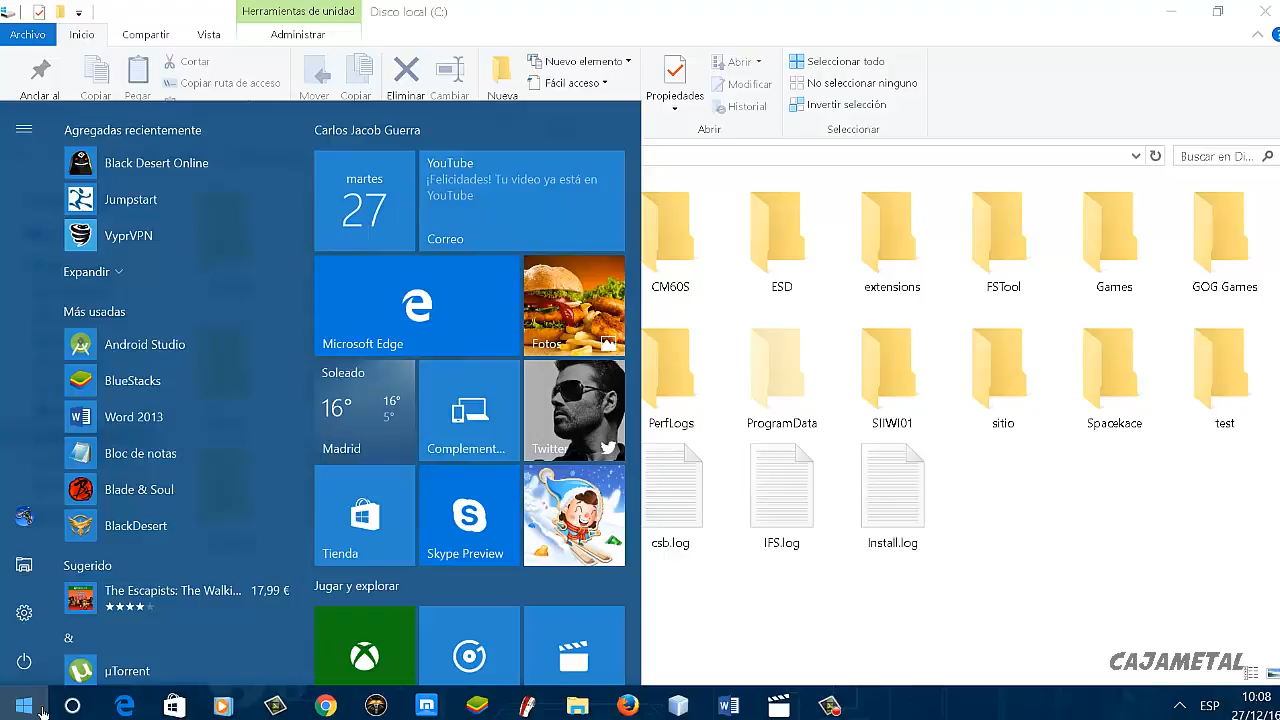 Herramientas de unidad
Disco local (C:)
Archivo
Inicio
Compartir
Vista
Administrar
Anclar al
Copiar
Pegar
Cortar
Copiar ruta de acceso
Mover
Copiar
Eliminar
Cambiar
Nueva
Nuevo elemento
Fácil acceso
Propiedades
Abrir
Modificar
Historial
Abrir
Seleccionar todo
No seleccionar ninguno
Invertir selección
Seleccionar
Buscar en Di...
Agregadas recientemente
Black Desert Online
Jumpstart
VyprVPN
Expandir
Más usadas
Android Studio
BlueStacks
Word 2013
Bloc de notas
Blade & Soul
BlackDesert
Sugerido
The Escapists: The Walki... 17,99 €
&
µTorrent
Carlos Jacob Guerra
martes
27
YouTube
¡Felicidades! Tu video ya está en
YouTube
Correo
Microsoft Edge
Fotos
Soleado
16° 16°
5°
Madrid
Complement...
Twitter
Tienda
Skype Preview
Jugar y explorar
CM60S
ESD
extensions
FSTool
Games
GOG Games
PerfLogs
ProgramData
SIIWI01
sitio
Spacekace
test
csb.log
IFS.log
Install.log
CAJAMETAL
ESP
10:08
27/12/16